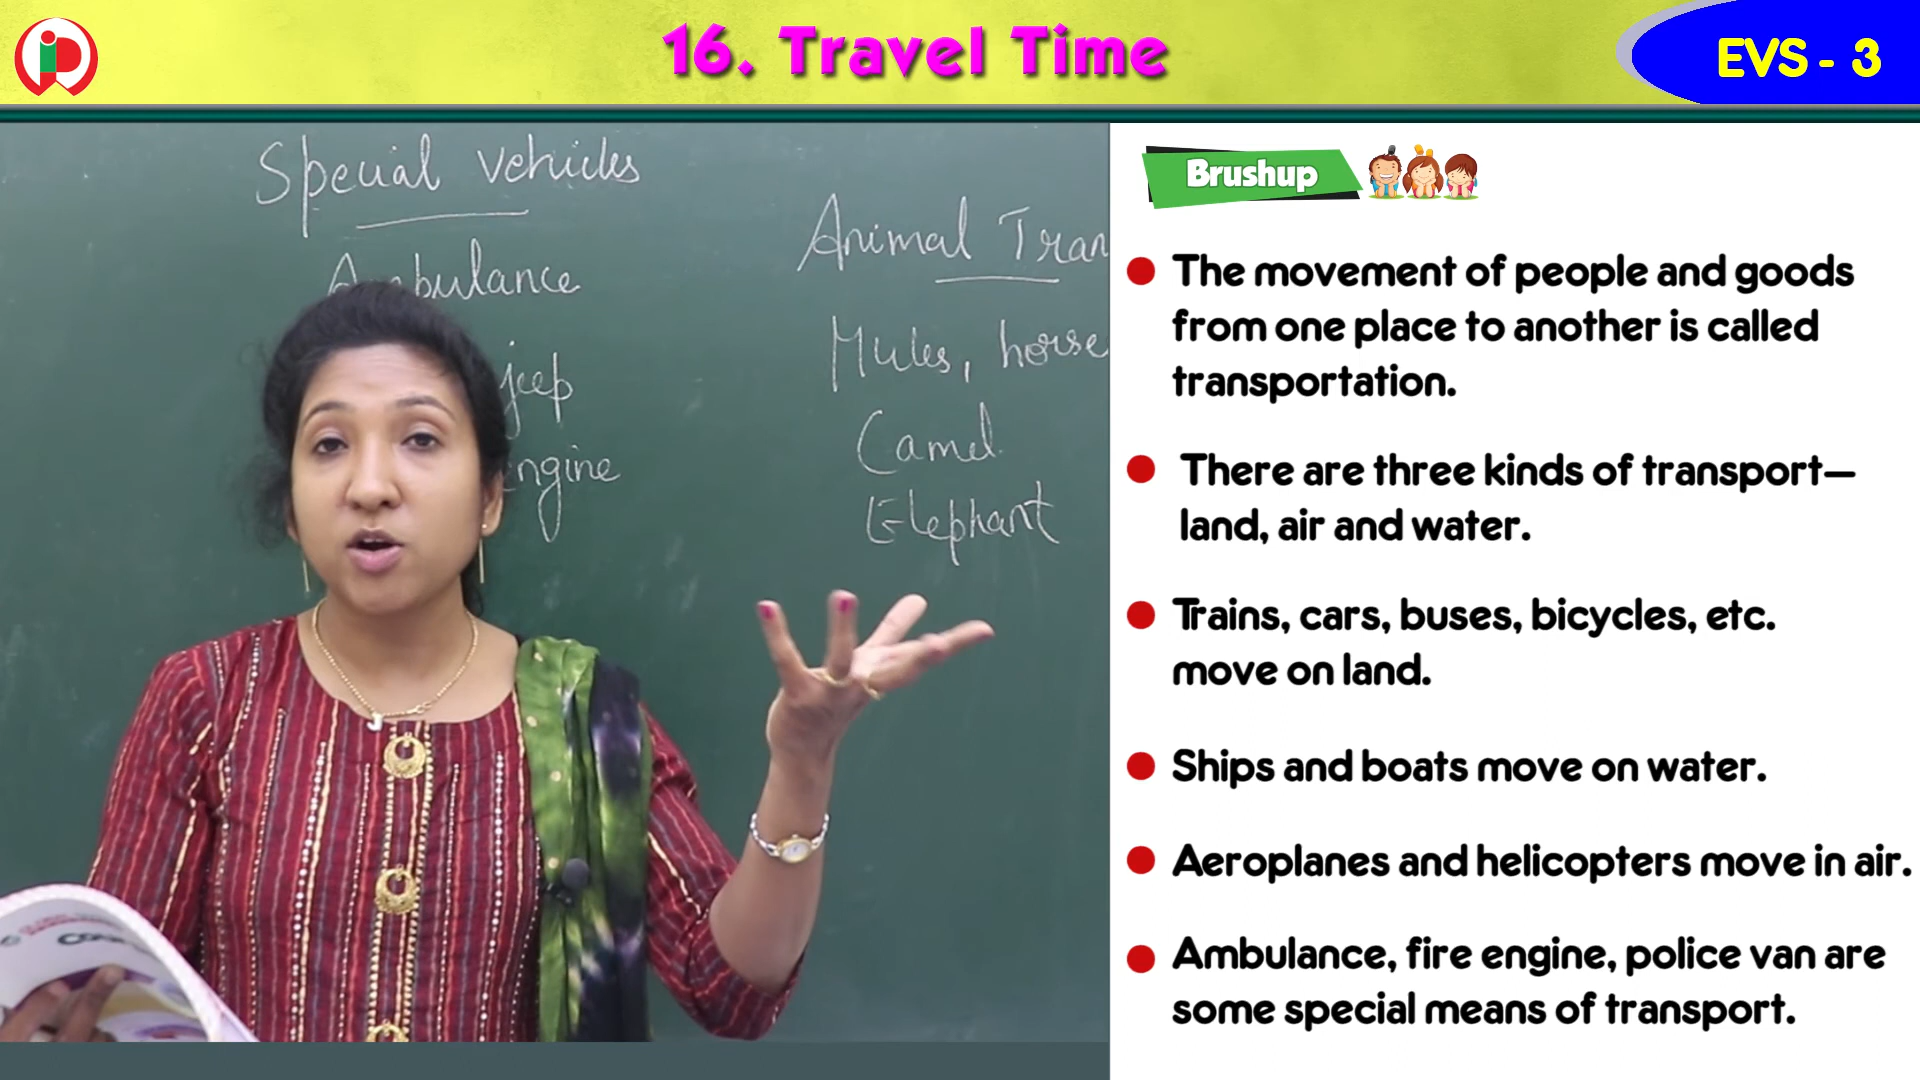 16. Travel Time
EVS - 3
Special Vehicles
Ambulance
jeep
engine
Animal Tran
Mules, horse
Camel
Elephant
Brushup
The movement of people and goods
from one place to another is called
transportation.
There are three kinds of transport—
land, air and water.
Trains, cars, buses, bicycles, etc.
move on land.
Ships and boats move on water.
Aeroplanes and helicopters move in air.
Ambulance, fire engine, police van are
some special means of transport.